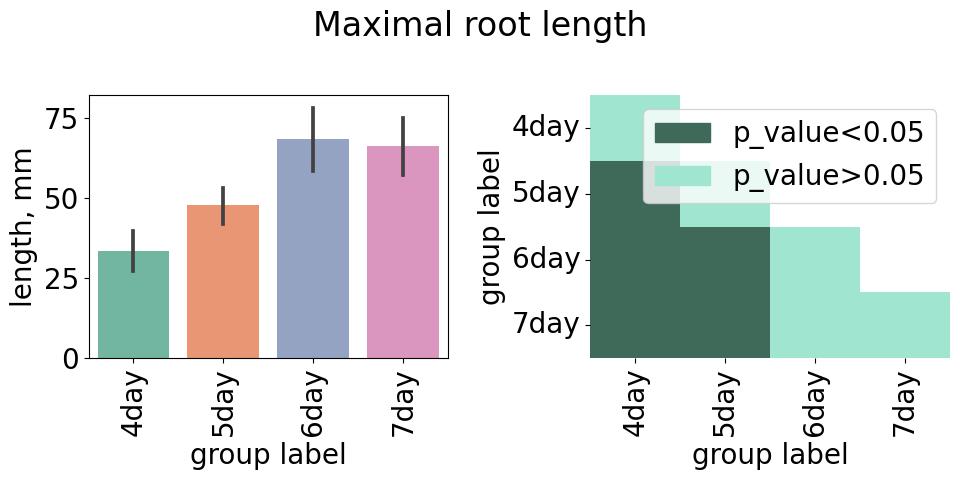 Maximal root length
length, mm
75
50
25
0
4day
5day
6day
7day
group label
group label
4day
5day
6day
7day
p_value<0.05
p_value>0.05
4day
5day
6day
7day
group label